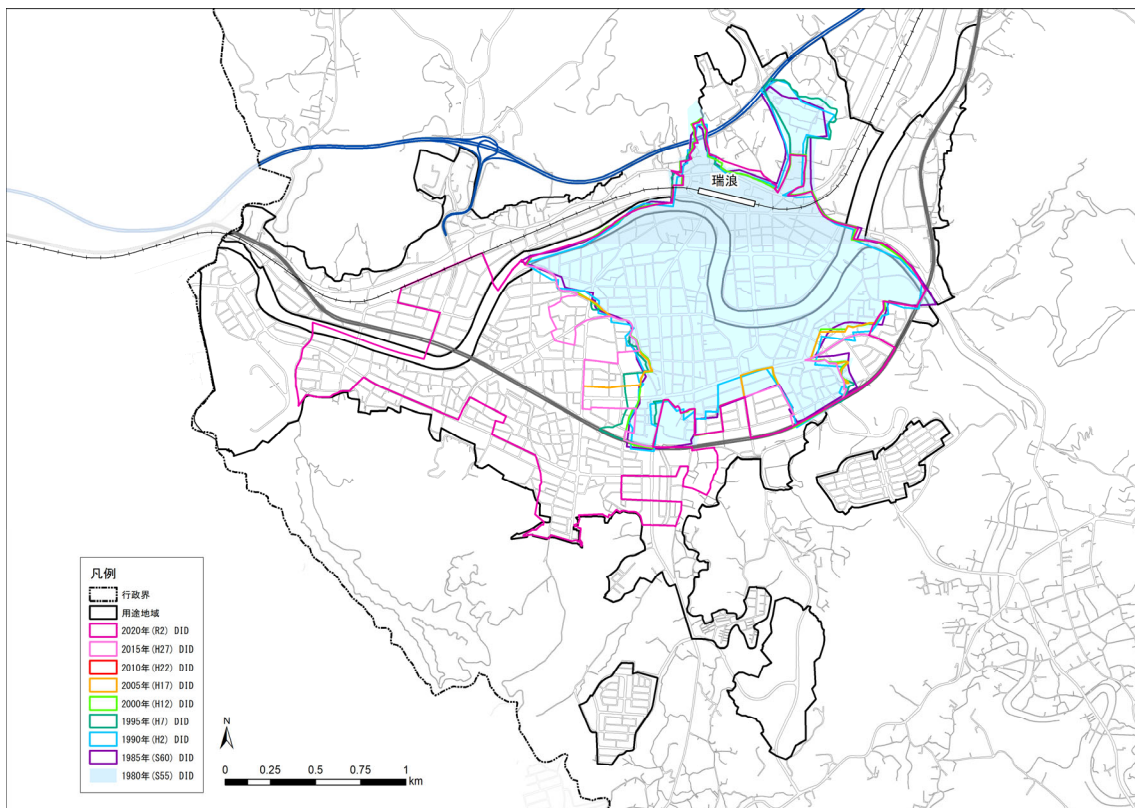 瑞浪
凡例
行政界
用途地域
2020年(R2) DID
2015年(H27) DID
2010年(H22) DID
2005年(H17) DID
2000年(H12) DID
1995年(H7) DID
1990年(H2) DID
1985年(S60) DID
1980年(S55) DID
N
0 0.25 0.5 0.75 1
km